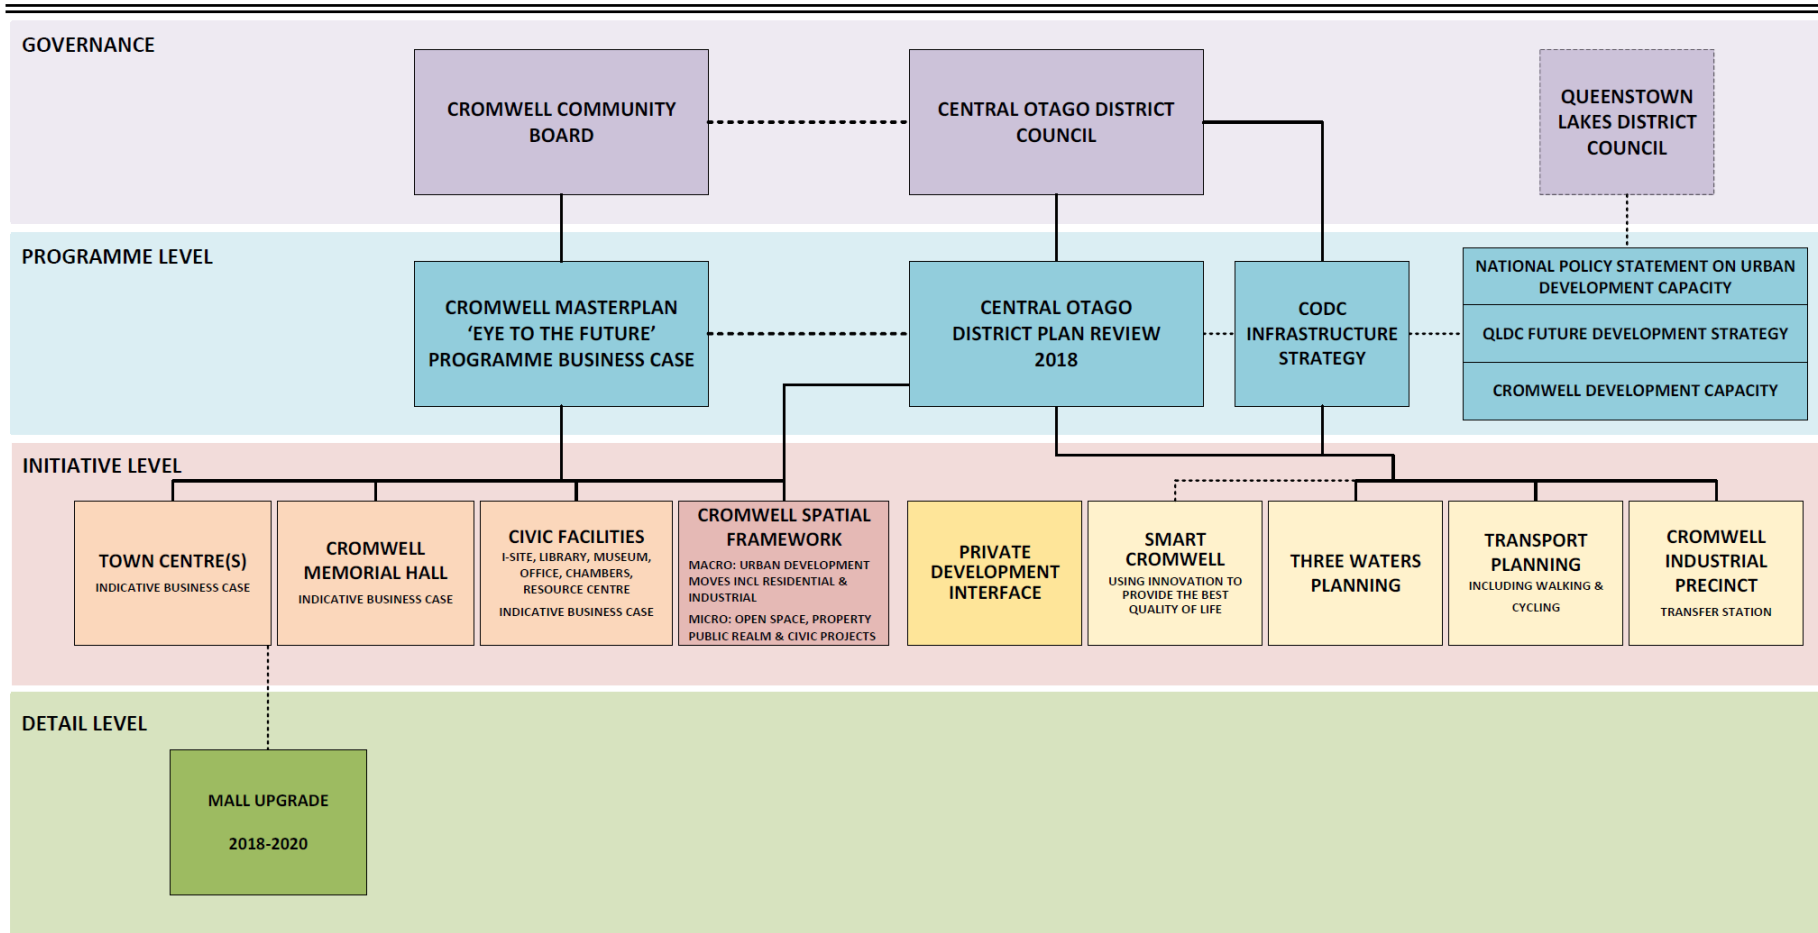 GOVERNANCE
CROMWELL COMMUNITY
BOARD
CENTRAL OTAGO DISTRICT
COUNCIL
QUEENSTOWN
LAKES DISTRICT
COUNCIL
PROGRAMME LEVEL
CROMWELL MASTERPLAN
‘EYE TO THE FUTURE’
PROGRAMME BUSINESS CASE
CENTRAL OTAGO
DISTRICT PLAN REVIEW
2018
CODC
INFRASTRUCTURE
STRATEGY
NATIONAL POLICY STATEMENT ON URBAN
DEVELOPMENT CAPACITY
QLDC FUTURE DEVELOPMENT STRATEGY
CROMWELL DEVELOPMENT CAPACITY
INITIATIVE LEVEL
TOWN CENTRE(S)
INDICATIVE BUSINESS CASE
CROMWELL
MEMORIAL HALL
INDICATIVE BUSINESS CASE
CIVIC FACILITIES
I-SITE, LIBRARY, MUSEUM,
OFFICE, CHAMBERS,
RESOURCE CENTRE
INDICATIVE BUSINESS CASE
CROMWELL SPATIAL
FRAMEWORK
MACRO: URBAN DEVELOPMENT
MOVES INCL RESIDENTIAL &
INDUSTRIAL
MICRO: OPEN SPACE, PROPERTY
PUBLIC REALM & CIVIC PROJECTS
PRIVATE
DEVELOPMENT
INTERFACE
SMART
CROMWELL
USING INNOVATION TO
PROVIDE THE BEST
QUALITY OF LIFE
THREE WATERS
PLANNING
TRANSPORT
PLANNING
INCLUDING WALKING &
CYCLING
CROMWELL
INDUSTRIAL
PRECINCT
TRANSFER STATION
DETAIL LEVEL
MALL UPGRADE
2018-2020